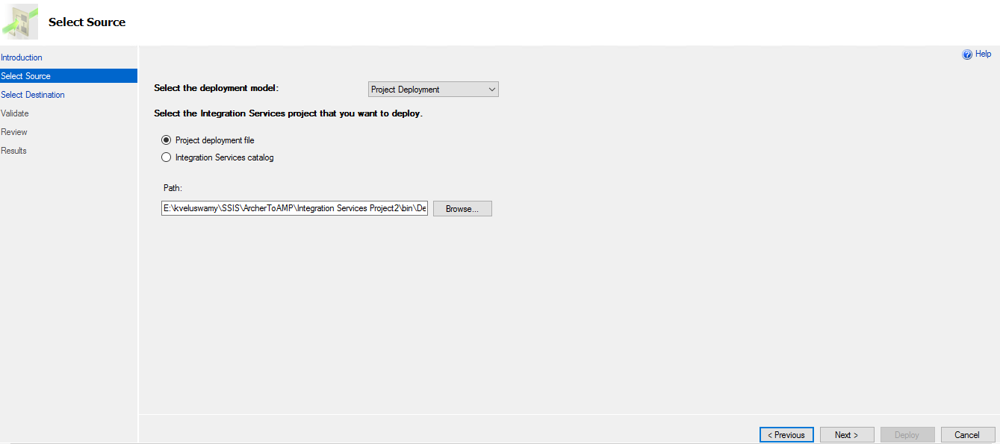 Select Source
Introduction
Select Source
Select Destination
Validate
Review
Results
Help
Select the deployment model:
Project Deployment
Select the Integration Services project that you want to deploy.
Project deployment file
Integration Services catalog
Path:
E:\kveluswamy\SSIS\ArcherToAMP\Integration Services Project2\bin\De
Browse...
< Previous
Next >
Deploy
Cancel